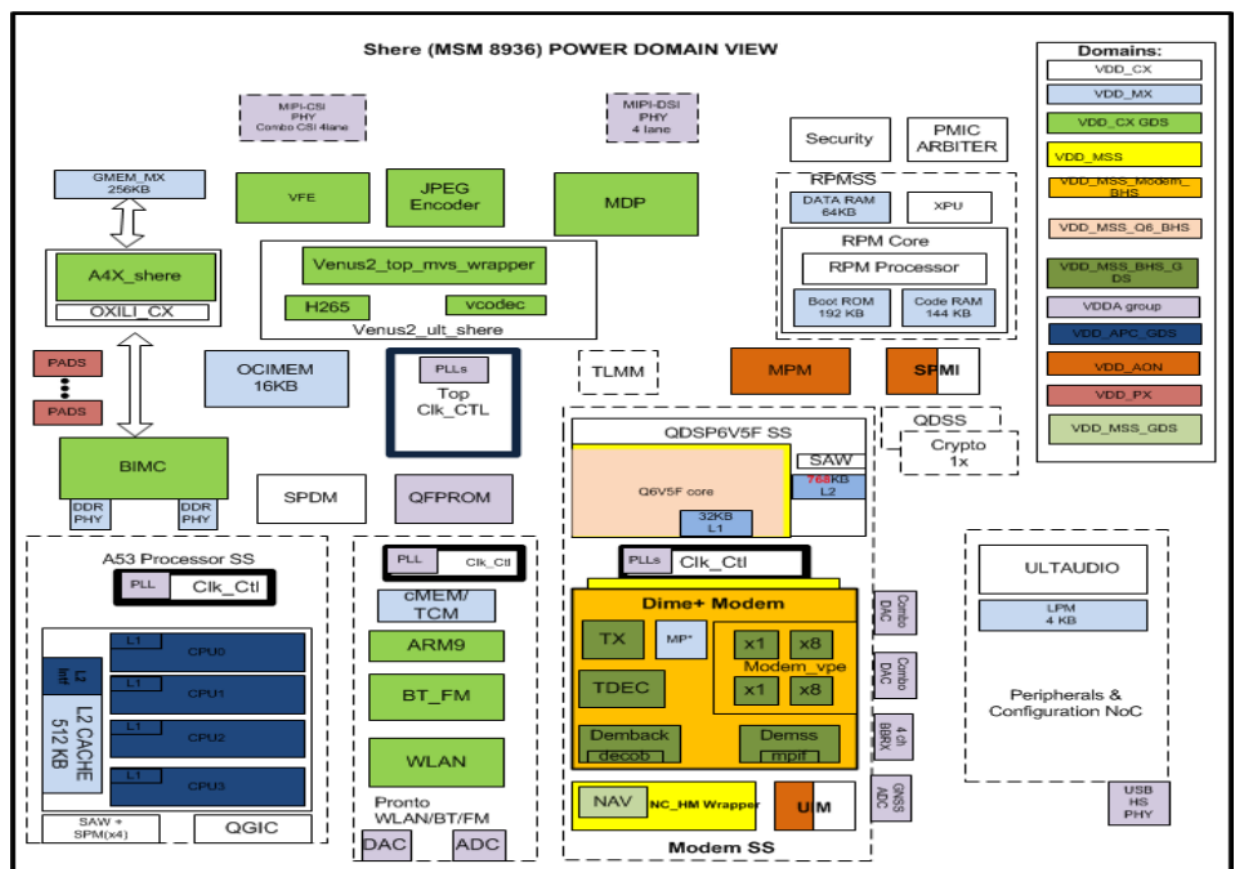 Shere (MSM 8936) POWER DOMAIN VIEW
Domains:
VDD_CX
VDD_MX
VDD_CX GDS
VDD_MSS
VDD_MSS_Modem_
BHS
VDD_MSS_Q6_BHS
VDD_MSS_BHS_G
DS
VDDA group
VDD_APC_GDS
VDD_AON
VDD_PX
VDD_MSS_GDS
MIPI-CSI
PHY
Combo CSI 4lane
MIPI-DSI
PHY
4 lane
Security
PMIC
ARBITER
GMEM_MX
256KB
VFE
JPEG
Encoder
MDP
RPMSS
DATA RAM
64KB
XPU
RPM Core
RPM Processor
Boot ROM
192 KB
Code RAM
144 KB
A4X_shere
OXILI_CX
Venus2_top_mvs_wrapper
H265
vcodec
Venus2_ult_shere
PADS
PADS
OCIMEM
16KB
PLLs
Top
Clk_CTL
TLMM
MPM
SPMI
QDSS
Crypto
1x
BIMC
DDR
PHY
DDR
PHY
SPDM
QFPROM
QDSP6V5F SS
SAW
768KB
L2
Q6V5F core
32KB
L1
A53 Processor SS
PLL
Clk_Ctl
L1
CPU0
CPU1
CPU2
L1
CPU3
L2
Intf
L2 CACHE
512 KB
SAW +
SPM(x4)
QGIC
PLL
Clk_Ctl
cMEM/
TCM
ARM9
BT_FM
WLAN
Pronto
WLAN/BT/FM
DAC
ADC
PLLs
Clk_Ctl
Dime+ Modem
TX
MP*
x1
x8
Modem_vpe
x1
x8
TDEC
Demback
decob
Demss
mpif
NAV
NC_HM Wrapper
UIM
Modem SS
Combo
DAC
Combo
DAC
4 ch
BBRX
GNSS
ADC
ULTAUDIO
LPM
4 KB
Peripherals &
Configuration NoC
USB
HS
PHY